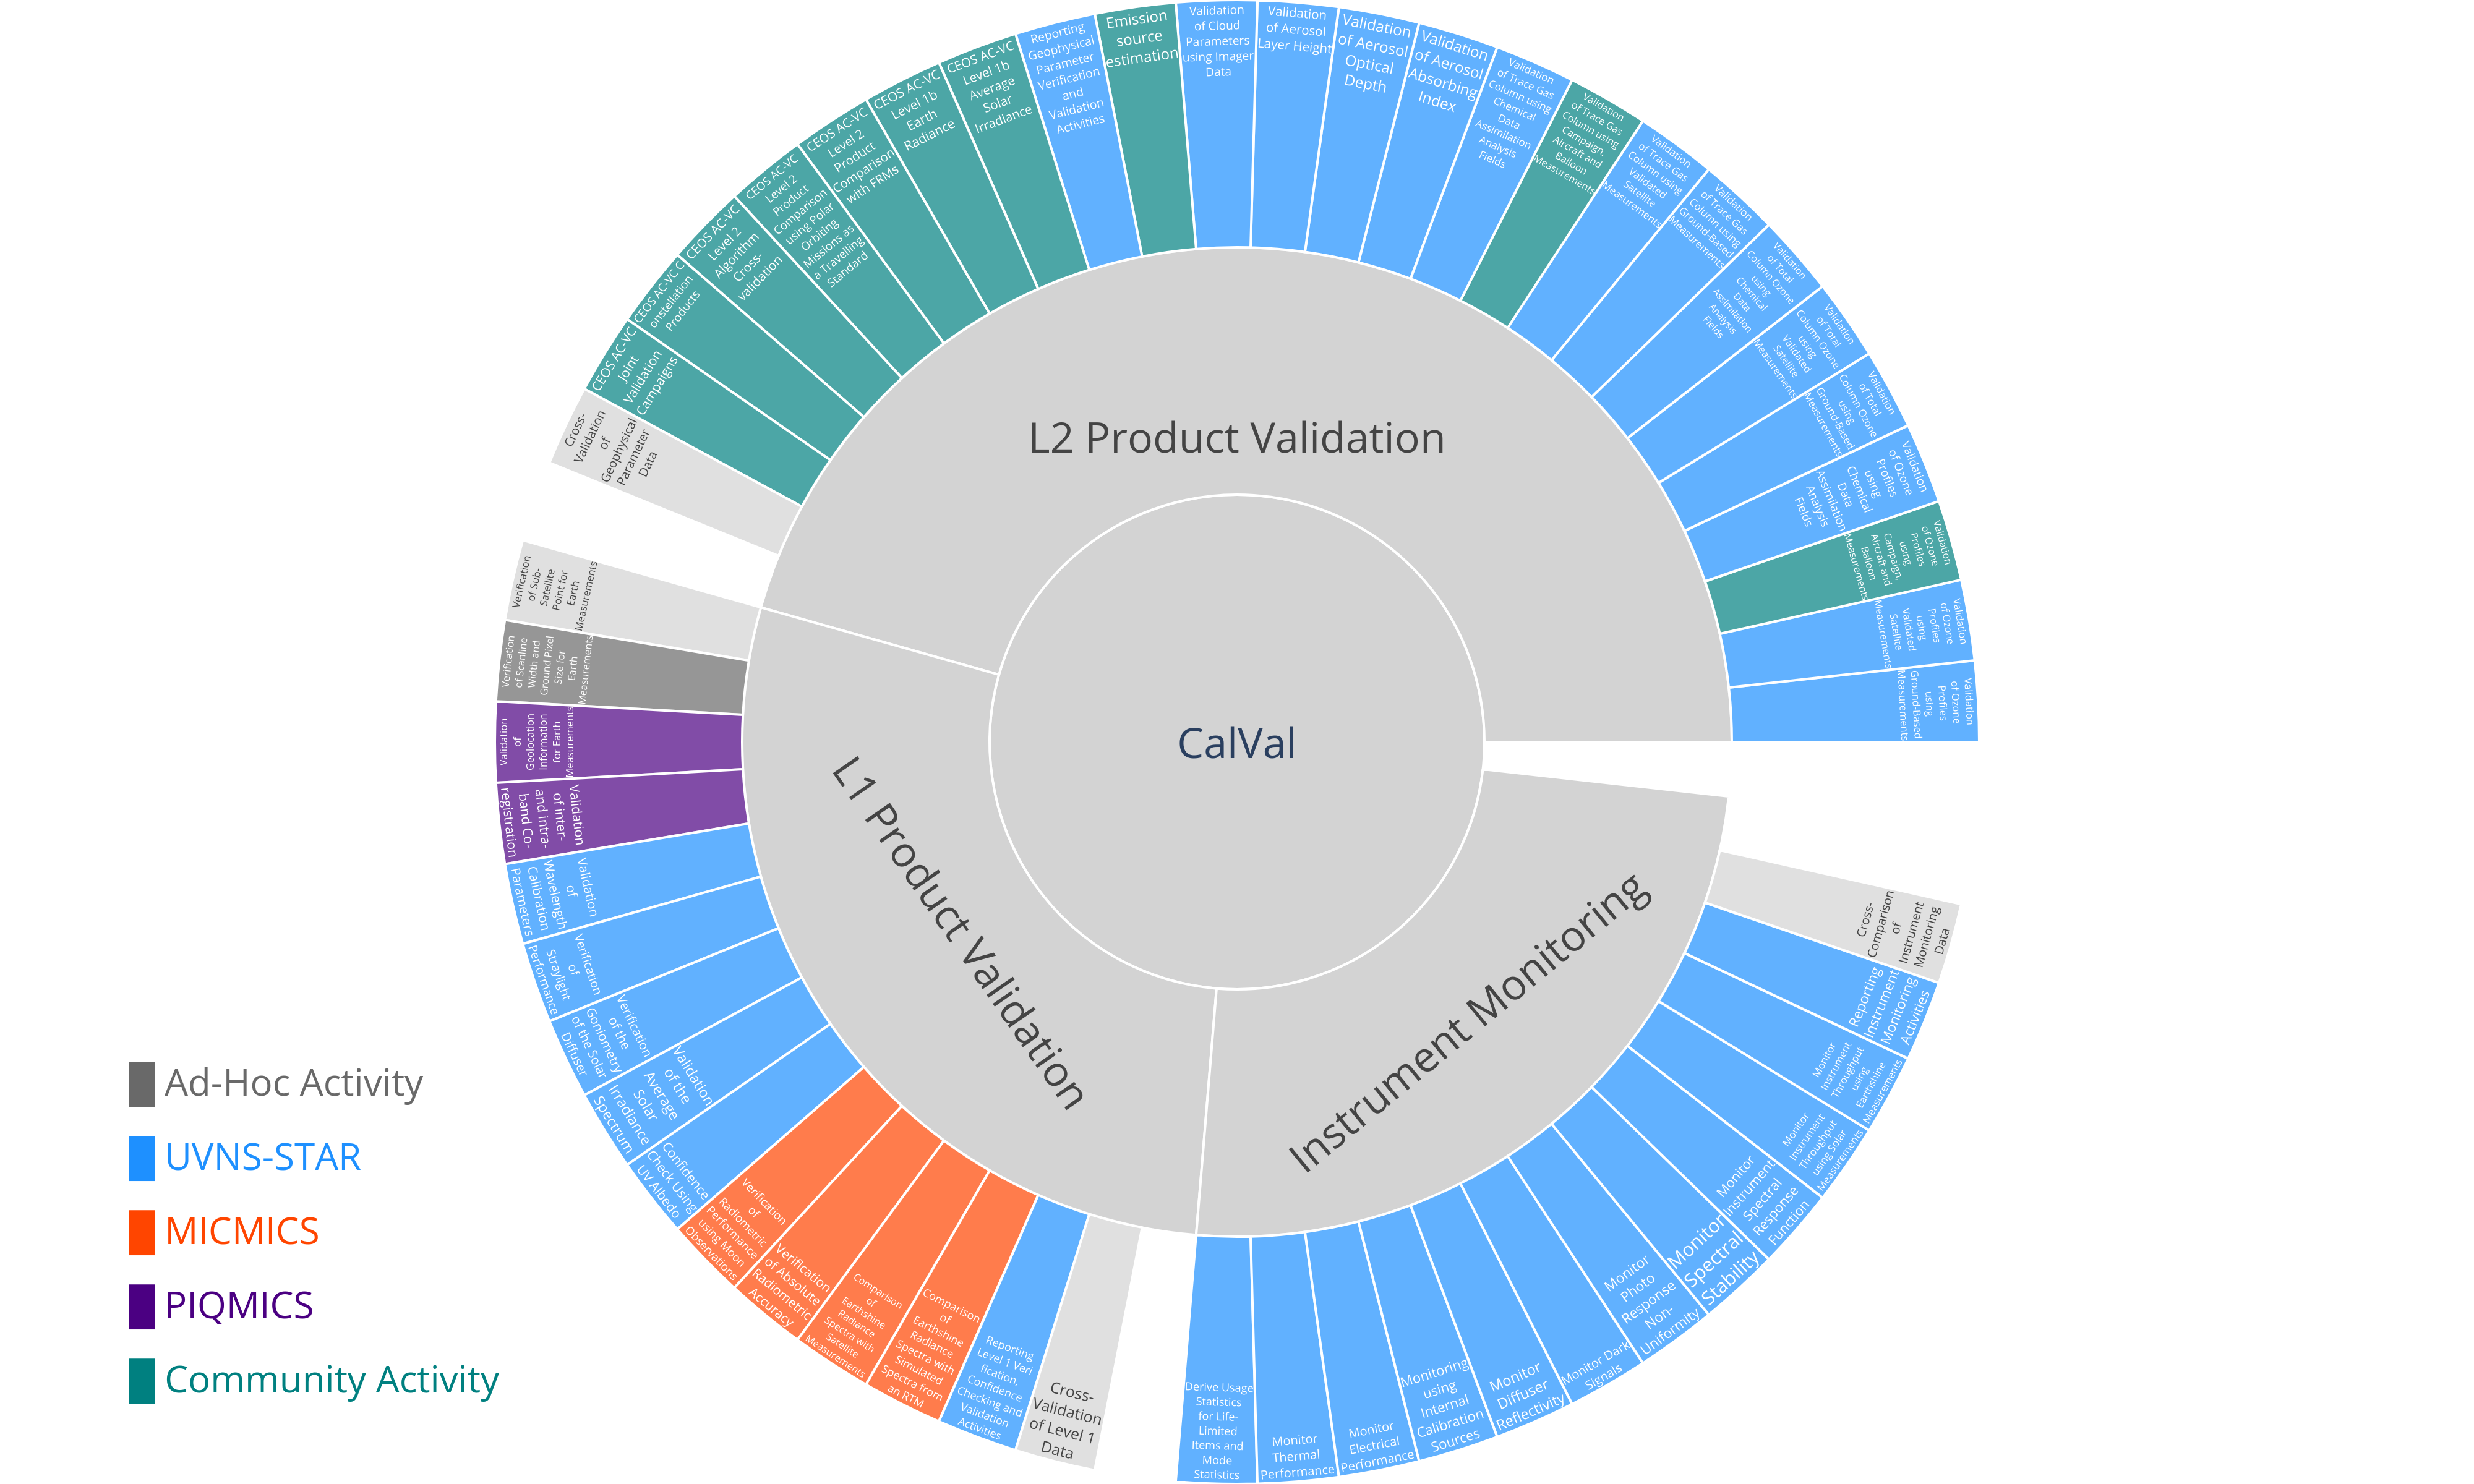 CalVal
L2 Product Validation
L1 Product Validation
Instrument Monitoring
Cross-
Validation
of
Geophysical
Parameter
Data
CEOS AC-VC
Joint
Validation
Campaigns
CEOS AC-VC C
onstellation
Products
CEOS AC-VC
Level 2
Algorithm
Cross-
validation
CEOS AC-VC
Level 2
Product
Comparison
using Polar
Orbiting
Missions as
a Travelling
Standard
CEOS AC-VC
Level 2
Product
Comparison
with FRMs
CEOS AC-VC
Level 1b
Earth
Radiance
CEOS AC-VC
Level 1b
Average
Solar
Irradiance
Reporting
Geophysical
Parameter
Verification
and
Validation
Activities
Emission
source
estimation
Validation
of Cloud
Parameters
using Imager
Data
Validation
of Aerosol
Layer Height
Validation
of Aerosol
Optical
Depth
Validation
of Aerosol
Absorbing
Index
Validation
of Trace Gas
Column using
Chemical
Data
Assimilation
Analysis
Fields
Validation
of Trace Gas
Column using
Campaign,
Aircraft and
Balloon
Measurements
Validation
of Trace Gas
Column using
Validated
Satellite
Measurements
Validation
of Trace Gas
Column using
Ground-Based
Measurements
Validation
of Total
Column Ozone
using
Chemical
Data
Assimilation
Analysis
Fields
Validation
of Total
Column Ozone
using
Validated
Satellite
Measurements
Validation
of Total
Column Ozone
using
Ground-Based
Measurements
Validation
of Ozone
Profiles
using
Chemical
Data
Assimilation
Analysis
Fields
Validation
of Ozone
Profiles
using
Campaign,
Aircraft and
Balloon
Measurements
Validation
of Ozone
Profiles
using
Validated
Satellite
Measurements
Validation
of Ozone
Profiles
using
Ground-Based
Measurements
Cross-
Comparison
of
Instrument
Monitoring
Data
Reporting
Instrument
Monitoring
Activities
Monitor
Instrument
Throughput
using
Earthshine
Measurements
Monitor
Instrument
Throughput
using Solar
Measurements
Monitor
Instrument
Spectral
Response
Function
Monitor
Spectral
Stability
Monitor
Photo
Response
Non-
Uniformity
Monitor Dark
Signals
Monitor
Diffuser
Reflectivity
Monitoring
using
Internal
Calibration
Sources
Monitor
Electrical
Performance
Monitor
Thermal
Performance
Derive Usage
Statistics
for Life-
Limited
Items and
Mode
Statistics
Cross-
Validation
of Level 1
Data
Reporting
Level 1 Veri
fication,
Confidence
Checking and
Validation
Activities
Comparison
of
Earthshine
Radiance
Spectra with
Simulated
Spectra from
an RTM
Comparison
of
Earthshine
Radiance
Spectra with
Satellite
Measurements
Verification
of Absolute
Radiometric
Accuracy
Verification
of
Radiometric
Performance
using Moon
Observations
Confidence
Check Using
UV Albedo
Validation
of the
Average
Solar
Irradiance
Spectrum
Verification
of the
Goniometry
of the Solar
Diffuser
Verification
of
Straylight
Performance
Validation
of
Wavelength
Calibration
Parameters
Validation
of inter-
and intra-
band Co-
registration
Validation
of
Geolocation
Information
for Earth
Measurements
Verification
of Scanline
Width and
Ground Pixel
Size for
Earth
Measurements
Verification
of Sub-
Satellite
Point for
Earth
Measurements
Ad-Hoc Activity
UVNS-STAR
MICMICS
PIQMICS
Community Activity